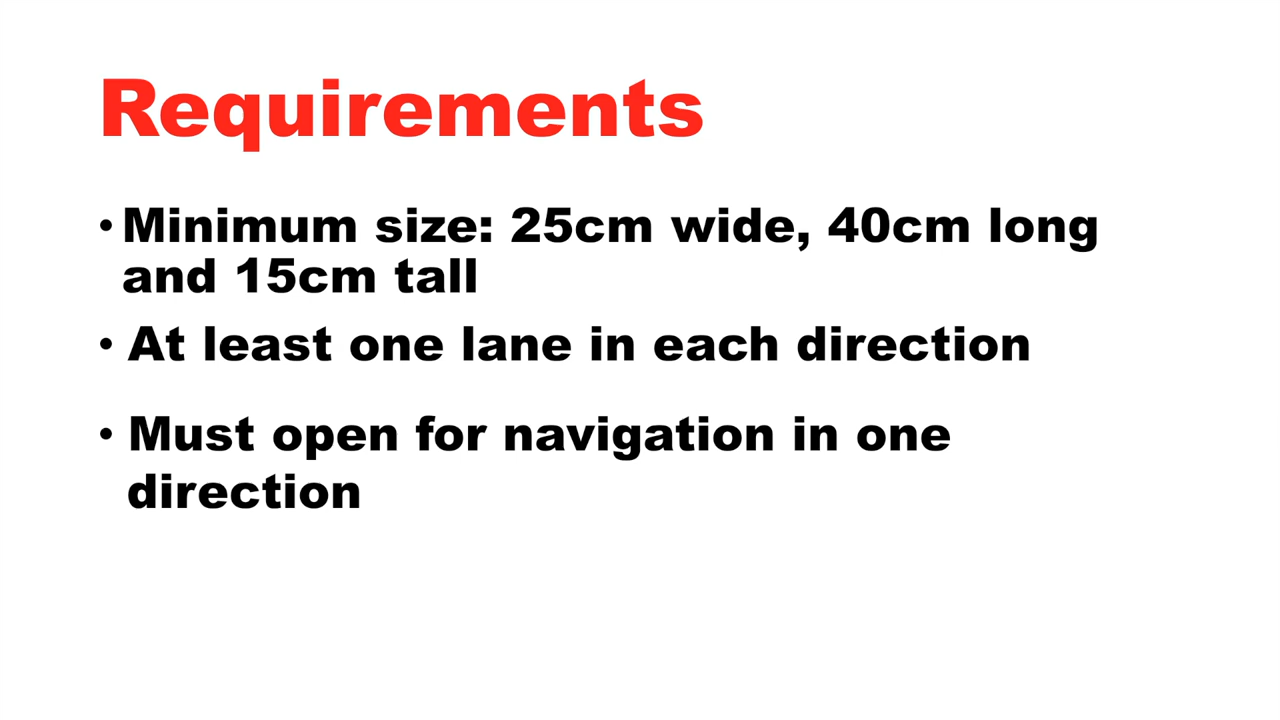 Requirements
• Minimum size: 25cm wide, 40cm long
and 15cm tall
• At least one lane in each direction
• Must open for navigation in one
direction